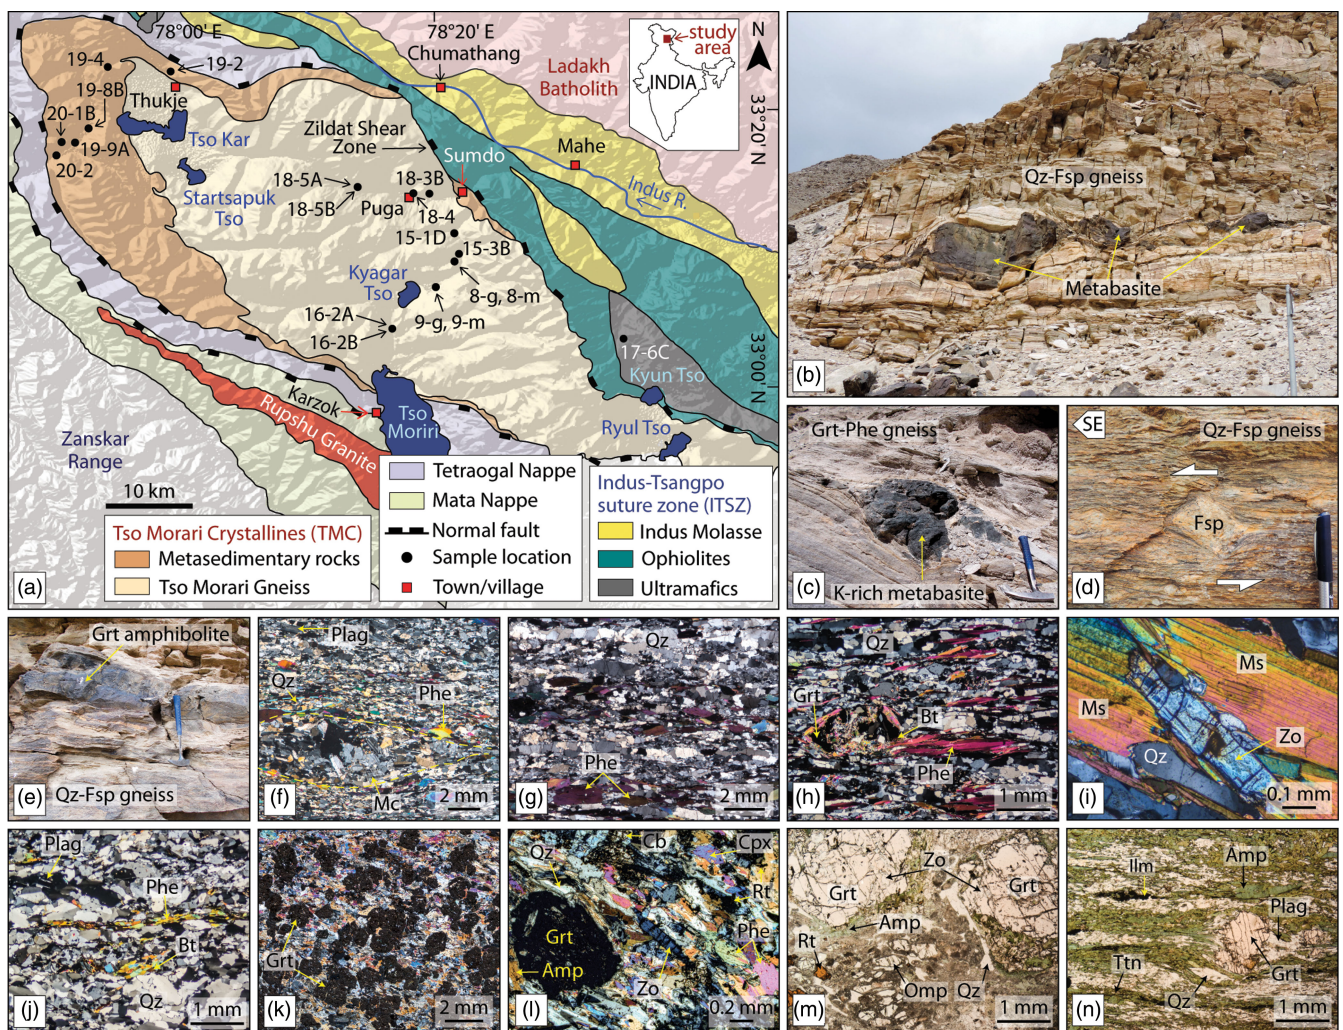 78°00' E
78°20' E
Chumathang
N
study
area
INDIA
Ladakh
Batholith
33°20' N
19-4
19-2
19-8B
Thukje
20-1B
Tso Kar
19-9A
20-2
Startsapuk
Tso
Zildat Shear
Zone
Sumdo
Mahe
Indus R.
18-5A
18-5B
18-3B
Puga
18-4
15-1D
15-3B
Kyagar
Tso
8-g, 8-m
9-g, 9-m
16-2A
16-2B
17-6C
Kyun Tso
33°00' N
Karzok
Rupshu Granite
Tso
Moriri
Ryul Tso
Zanskar
Range
10 km
Tso Morari Crystallines (TMC)
Metasedimentary rocks
Tso Morari Gneiss
Tetraogal Nappe
Mata Nappe
Normal fault
Sample location
Town/village
Indus-Tsangpo
suture zone (ITSZ)
Indus Molasse
Ophiolites
Ultramafics
(a)
Qz-Fsp gneiss
Metabasite
(b)
Grt-Phe gneiss
K-rich metabasite
(c)
SE
Qz-Fsp gneiss
Fsp
(d)
Grt amphibolite
Qz-Fsp gneiss
(e)
Plag
Qz
Phe
Mc
2 mm
(f)
Qz
Phe
2 mm
(g)
Qz
Grt
Bt
Phe
1 mm
(h)
Ms
Ms
Zo
Qz
0.1 mm
(i)
Plag
Phe
Bt
Qz
1 mm
(j)
Grt
2 mm
(k)
Cb
Cpx
Qz
Rt
Grt
Phe
Amp
Zo
0.2 mm
(l)
Zo
Grt
Grt
Amp
Rt
Omp
Qz
1 mm
(m)
Ilm
Amp
Plag
Ttn
Grt
Qz
1 mm
(n)